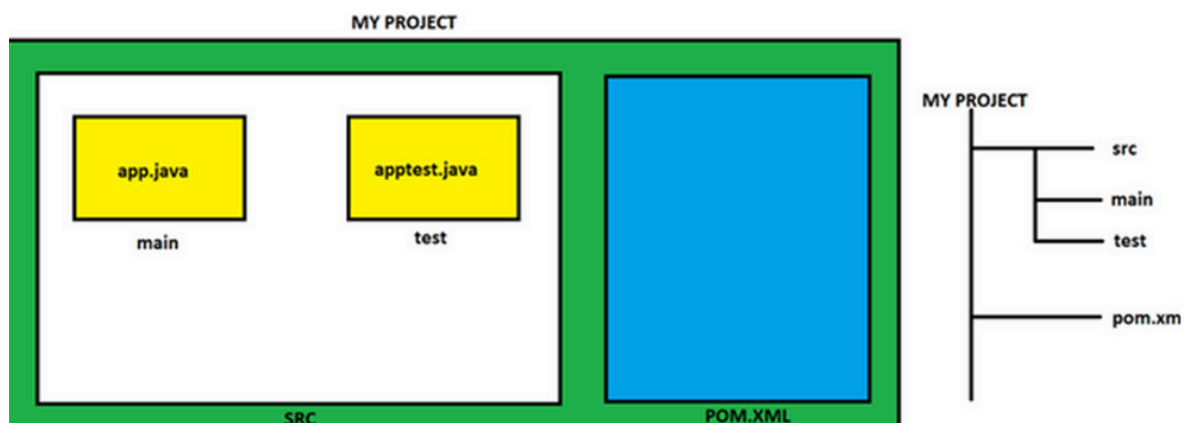 MY PROJECT
app.java
apptest.java
main
test
SRC
POM.XML
MY PROJECT
src
main
test
pom.xm